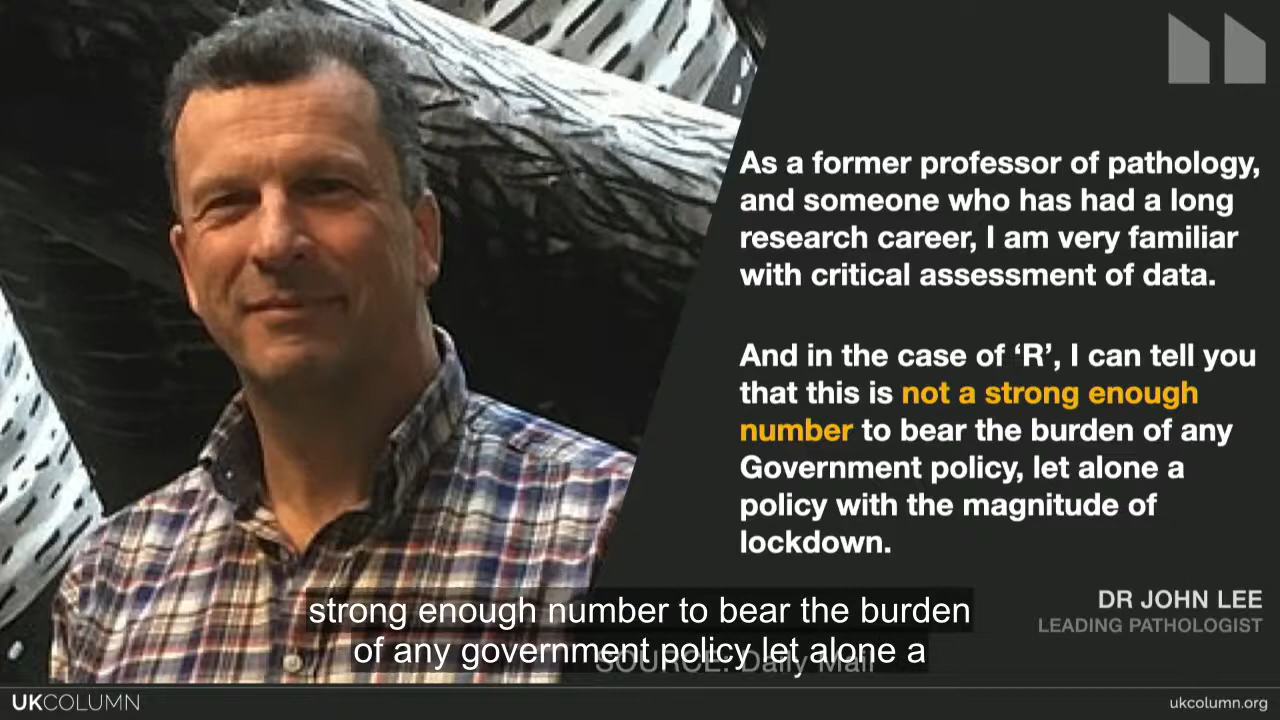 As a former professor of pathology,
and someone who has had a long
research career, I am very familiar
with critical assessment of data.
And in the case of ‘R’, I can tell you
that this is not a strong enough
number to bear the burden of any
Government policy, let alone a
policy with the magnitude of
lockdown.
DR JOHN LEE
LEADING PATHOLOGIST
strong enough number to bear the burden
of any government policy let alone a
SOURCE: Daily Mail
UKCOLUMN
ukcolumn.org